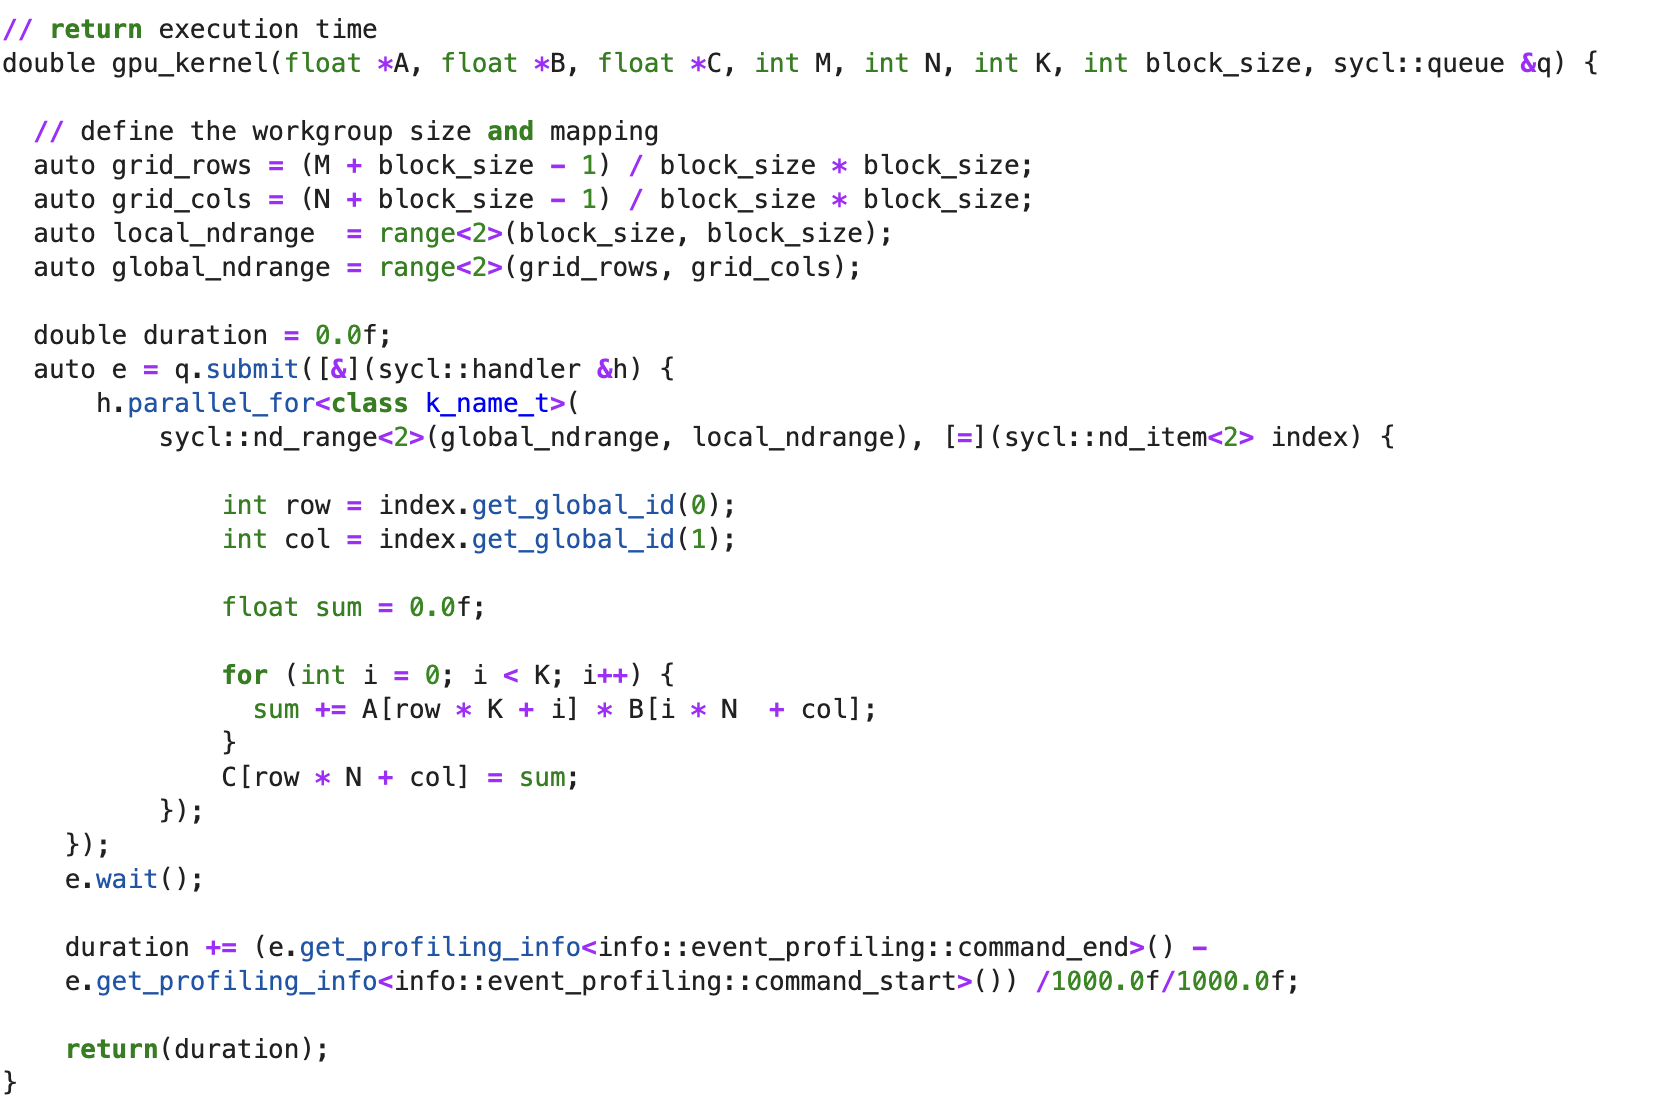 // return execution time
double gpu_kernel(float *A, float *B, float *C, int M, int N, int K, int block_size, sycl::queue &q) {

  // define the workgroup size and mapping
  auto grid_rows = (M + block_size - 1) / block_size * block_size;
  auto grid_cols = (N + block_size - 1) / block_size * block_size;
  auto local_ndrange  = range<2>(block_size, block_size);
  auto global_ndrange = range<2>(grid_rows, grid_cols);

  double duration = 0.0f;
  auto e = q.submit([&](sycl::handler &h) {
      h.parallel_for<class k_name_t>(
          sycl::nd_range<2>(global_ndrange, local_ndrange), [=](sycl::nd_item<2> index) {

              int row = index.get_global_id(0);
              int col = index.get_global_id(1);

              float sum = 0.0f;

              for (int i = 0; i < K; i++) {
                sum += A[row * K + i] * B[i * N  + col];
              }
              C[row * N + col] = sum;
          });
    });
    e.wait();

    duration += (e.get_profiling_info<info::event_profiling::command_end>() -
    e.get_profiling_info<info::event_profiling::command_start>()) /1000.0f/1000.0f;

    return(duration);
}